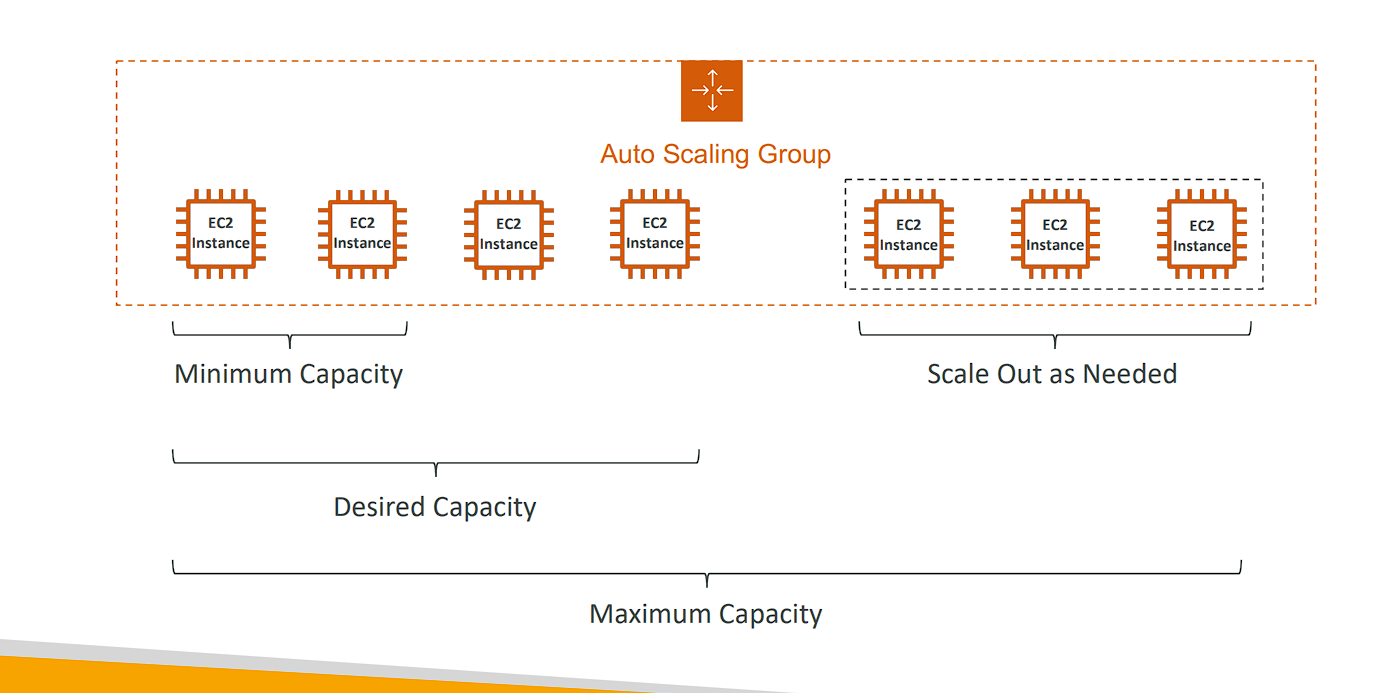 Auto Scaling Group
EC2
Instance
EC2
Instance
EC2
Instance
EC2
Instance
EC2
Instance
EC2
Instance
EC2
Instance
Minimum Capacity
Scale Out as Needed
Desired Capacity
Maximum Capacity